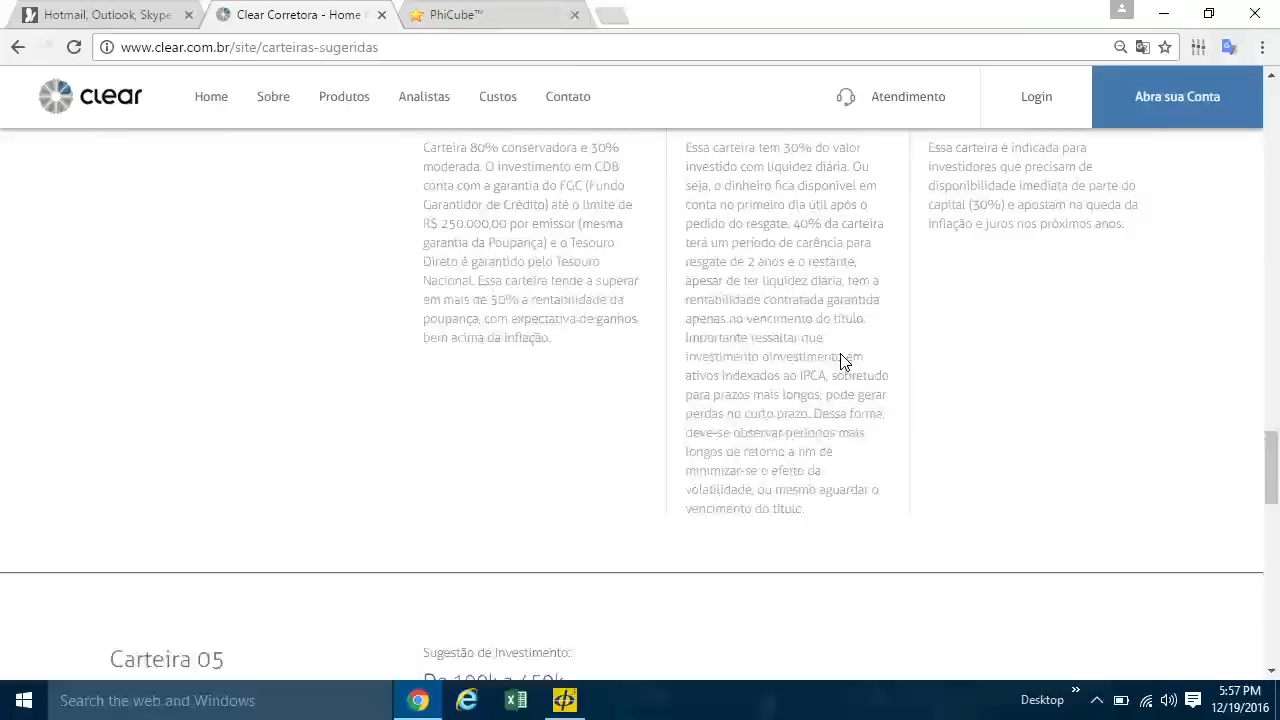 Hotmail, Outlook, Skype
Clear Corretora - Home
PhiCube™
www.clear.com.br/site/carteiras-sugeridas
clear
Home
Sobre
Produtos
Analistas
Custos
Contato
Atendimento
Login
Abra sua Conta
Carteira 80% conservadora e 30%
moderada. O investimento em CDB
conta com a garantia do FGC (Fundo
Garantidor de Crédito) até o limite de
R$ 250.000,00 por emissor (mesma
garantia da Poupança) e o Tesouro
Direto é garantido pelo Tesouro
Nacional. Essa carteira tende a superar
em mais de 50% a rentabilidade da
poupança, com expectativa de ganhos
bem acima da inflação.
Essa carteira tem 30% do valor
investido com liquidez diária. Ou
seja, o dinheiro fica disponível em
conta no primeiro dia útil após o
pedido do resgate. 40% da carteira
terá um período de carência para
resgate de 2 anos e o restante,
apesar de ter liquidez diária, tem a
rentabilidade contratada garantida
apenas no vencimento do título.
Importante ressaltar que
investimento o investimento em
ativos indexados ao IPCA, sobretudo
para prazos mais longos, pode gerar
perdas no curto prazo. Dessa forma,
deve-se observar períodos mais
longos de retorno a fim de
minimizar-se o efeito da
volatilidade, ou mesmo aguardar o
vencimento do título.
Essa carteira é indicada para
investidores que precisam de
disponibilidade imediata de parte do
capital (30%) e apostam na queda da
inflação e juros nos próximos anos.
Carteira 05
Sugestão de Investimento:
De 100k a 450k
Search the web and Windows
Desktop
5:57 PM
12/19/2016